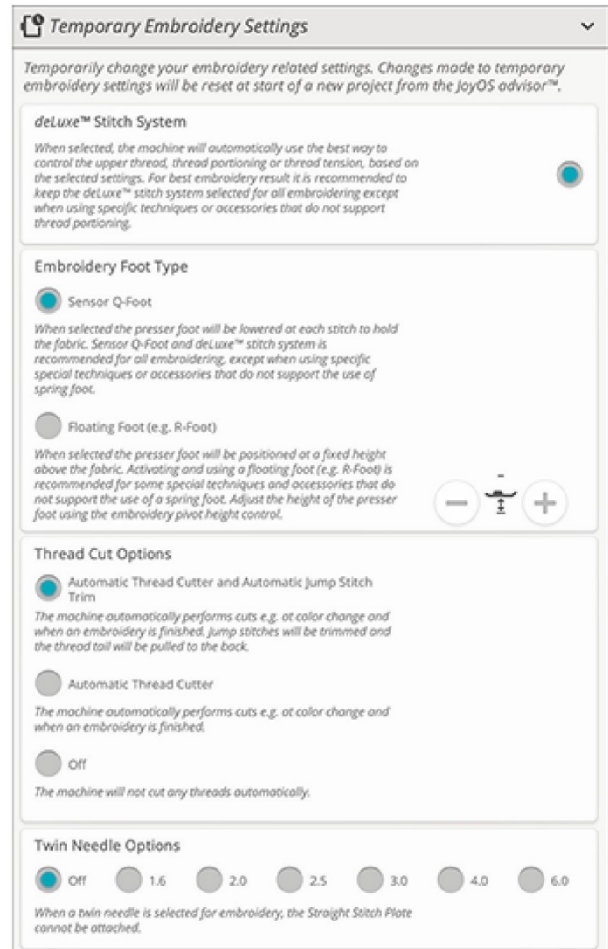 Temporary Embroidery Settings
Temporarily change your embroidery related settings. Changes made to temporary
embroidery settings will be reset at start of a new project from the JoyOS advisor™.
deLuxe™ Stitch System
When selected, the machine will automatically use the best way to
control the upper thread, thread portioning or thread tension, based on
the selected settings. For best embroidery result it is recommended to
keep the deLuxe™ stitch system selected for all embroidering except
when using specific techniques or accessories that do not support
thread portioning.
Embroidery Foot Type
Sensor Q-Foot
When selected the presser foot will be lowered at each stitch to hold
the fabric. Sensor Q-Foot and deLuxe™ stitch system is
recommended for all embroidering, except when using specific
special techniques or accessories that do not support the use of
spring foot.
Floating Foot (e.g. R-Foot)
When selected the presser foot will be positioned at a fixed height
above the fabric. Activating and using a floating foot (e.g. R-Foot) is
recommended for some special techniques and accessories that do
not support the use of a spring foot. Adjust the height of the presser
foot using the embroidery pivot height control.
Thread Cut Options
Automatic Thread Cutter and Automatic Jump Stitch
Trim
The machine automatically performs cuts e.g. at color change and
when an embroidery is finished. Jump stitches will be trimmed and
the thread tail will be pulled to the back.
Automatic Thread Cutter
The machine automatically performs cuts e.g. at color change and
when an embroidery is finished.
Off
The machine will not cut any threads automatically.
Twin Needle Options
Off 1.6 2.0 2.5 3.0 4.0 6.0
When a twin needle is selected for embroidery, the Straight Stitch Plate
cannot be attached.